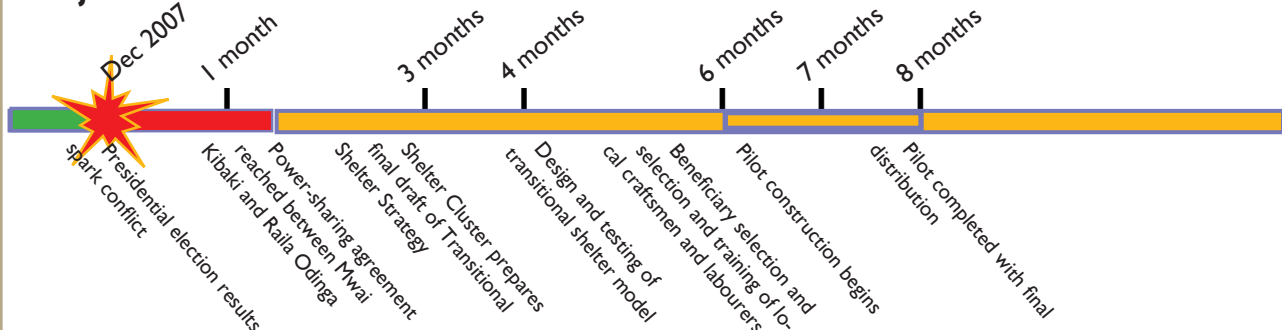 Dec 2007
1 month
3 months
4 months
6 months
7 months
8 months
Presidential election results
spark conflict
Power-sharing agreement
reached between Mwai
Kibaki and Raila Odinga
Shelter Cluster prepares
final draft of Transitional
Shelter Strategy
Design and testing of
transitional shelter model
Beneficiary selection and
selection and training of lo-
cal craftsmen and labourers
Pilot construction begins
Pilot completed with final
distribution